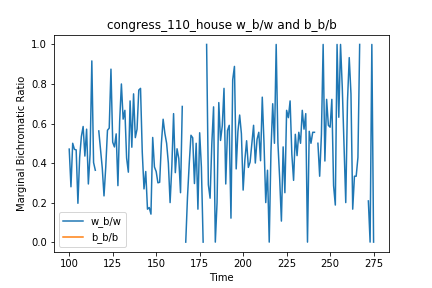 congress_110_house w_b/w and b_b/b
Marginal Bichromatic Ratio
1.0
0.8
0.6
0.4
0.2
0.0
w_b/w
b_b/b
100 125 150 175 200 225 250 275
Time